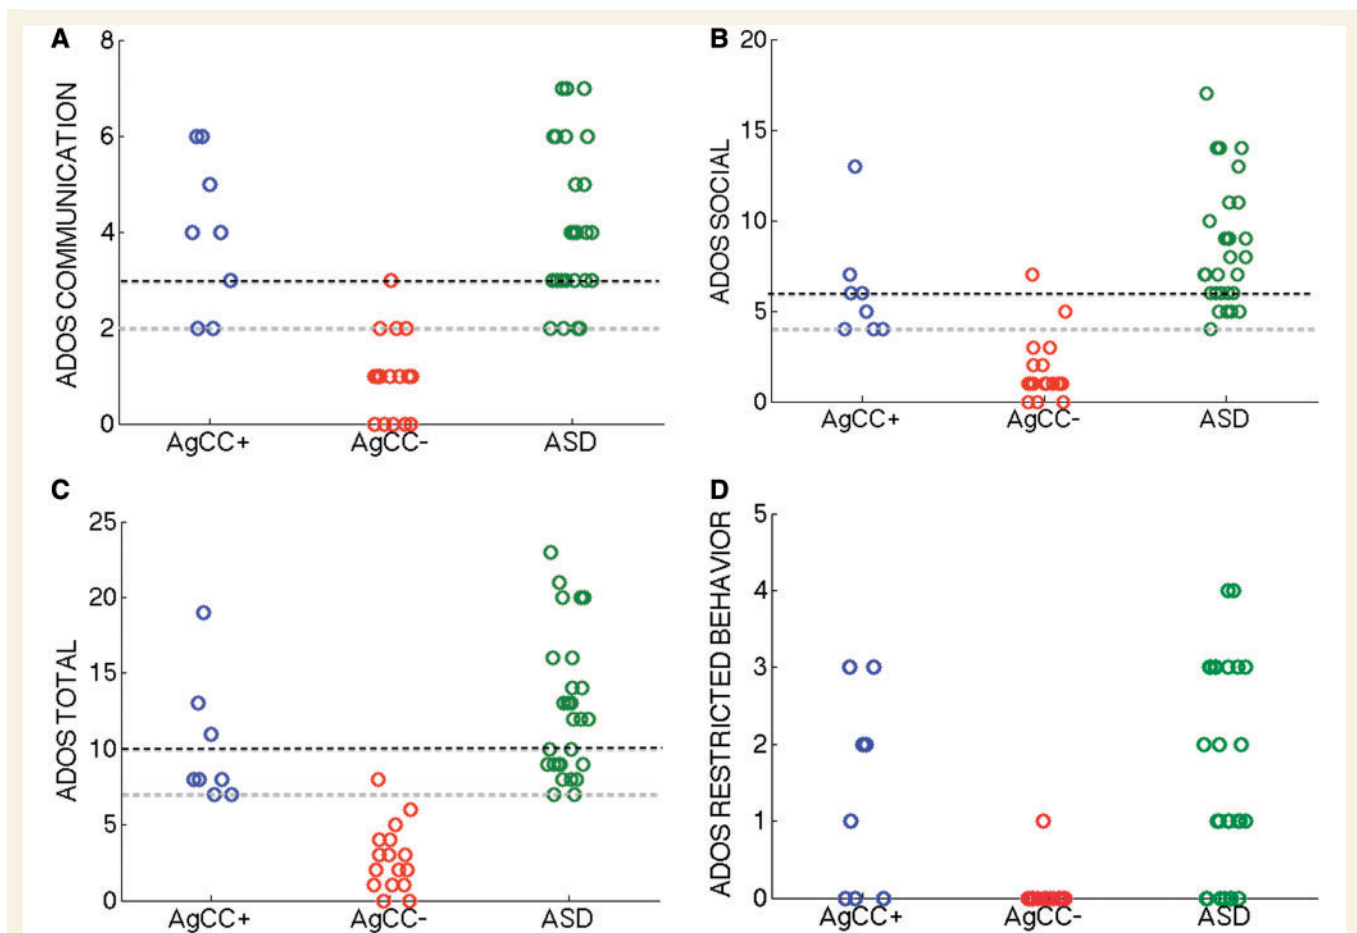 A
ADOS COMMUNICATION
8
6
4
2
0
AgCC+ AgCC- ASD
B
ADOS SOCIAL
20
15
10
5
0
AgCC+ AgCC- ASD
C
ADOS TOTAL
25
20
15
10
5
0
AgCC+ AgCC- ASD
D
ADOS RESTRICTED BEHAVIOR
5
4
3
2
1
0
AgCC+ AgCC- ASD